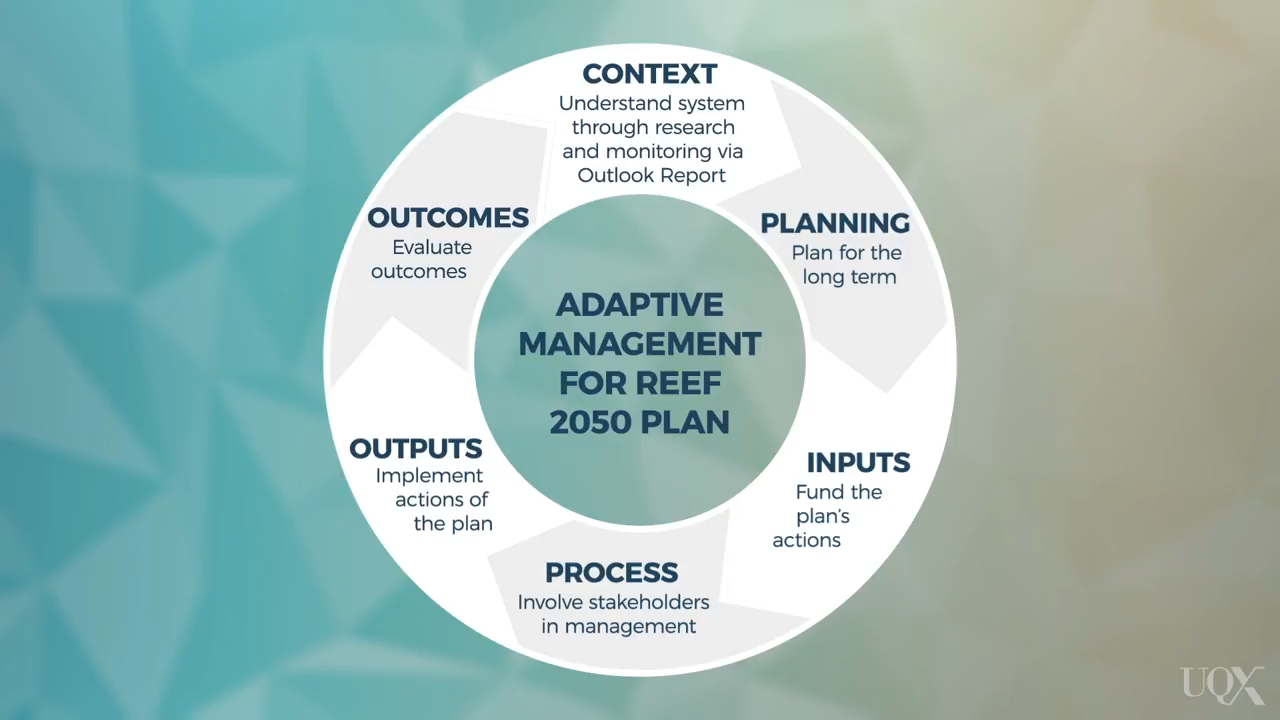 CONTEXT
Understand system
through research
and monitoring via
Outlook Report
PLANNING
Plan for the
long term
INPUTS
Fund the
plan's
actions
PROCESS
Involve stakeholders
in management
OUTPUTS
Implement
actions of
the plan
OUTCOMES
Evaluate
outcomes
ADAPTIVE
MANAGEMENT
FOR REEF
2050 PLAN
UQX